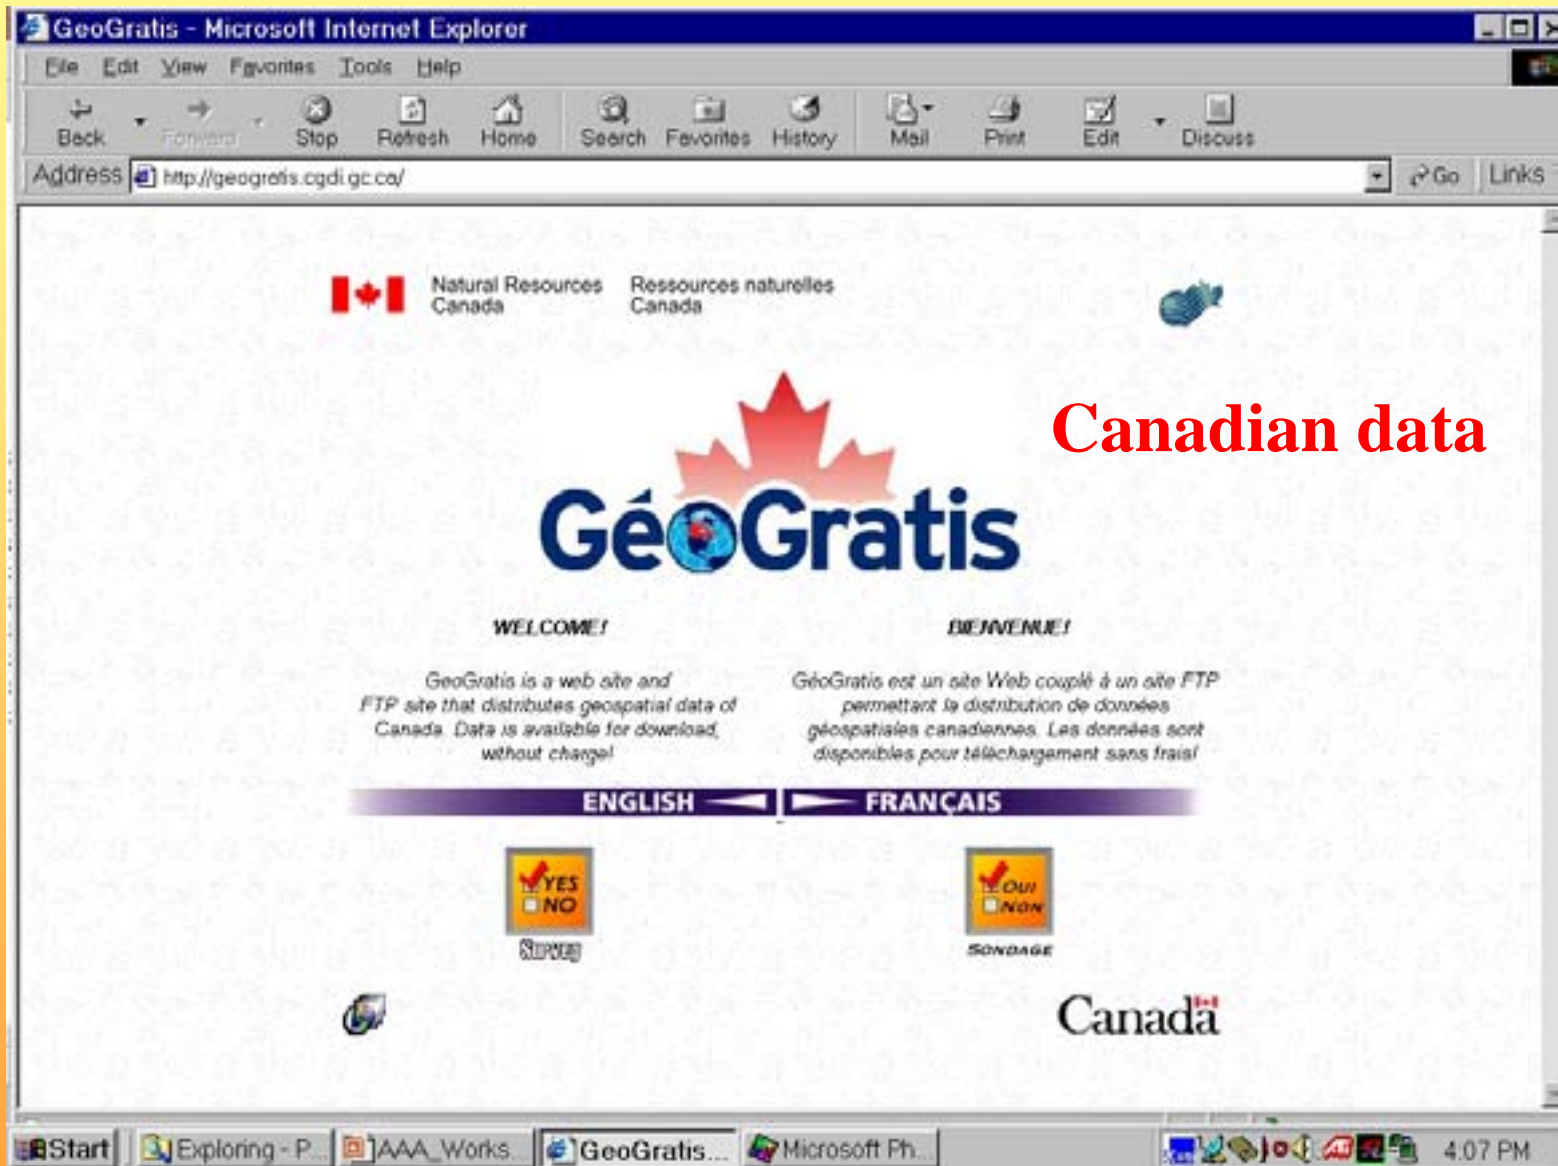 GeoGratis - Microsoft Internet Explorer
File Edit View Favorites Tools Help
Back Forward Stop Refresh Home Search Favorites History Mail Print Edit Discuss
Address http://geogratis.cgdi.gc.ca/ Go Links
Natural Resources Ressources naturelles
Canada Canada
Canadian data
GéoGratis
WELCOME!
GeoGratis is a web site and
FTP site that distributes geospatial data of
Canada. Data is available for download,
without charge!
BIENVENUE!
GéoGratis est un site Web couplé à un site FTP
permettant la distribution de données
géospatiales canadiennes. Les données sont
disponibles pour téléchargement sans frais!
ENGLISH FRANÇAIS
YES
NO
Survey
OUI
NON
SONDAGE
Canada
Start Exploring - P... AAA_Works... GeoGratis... Microsoft Ph... 4:07 PM